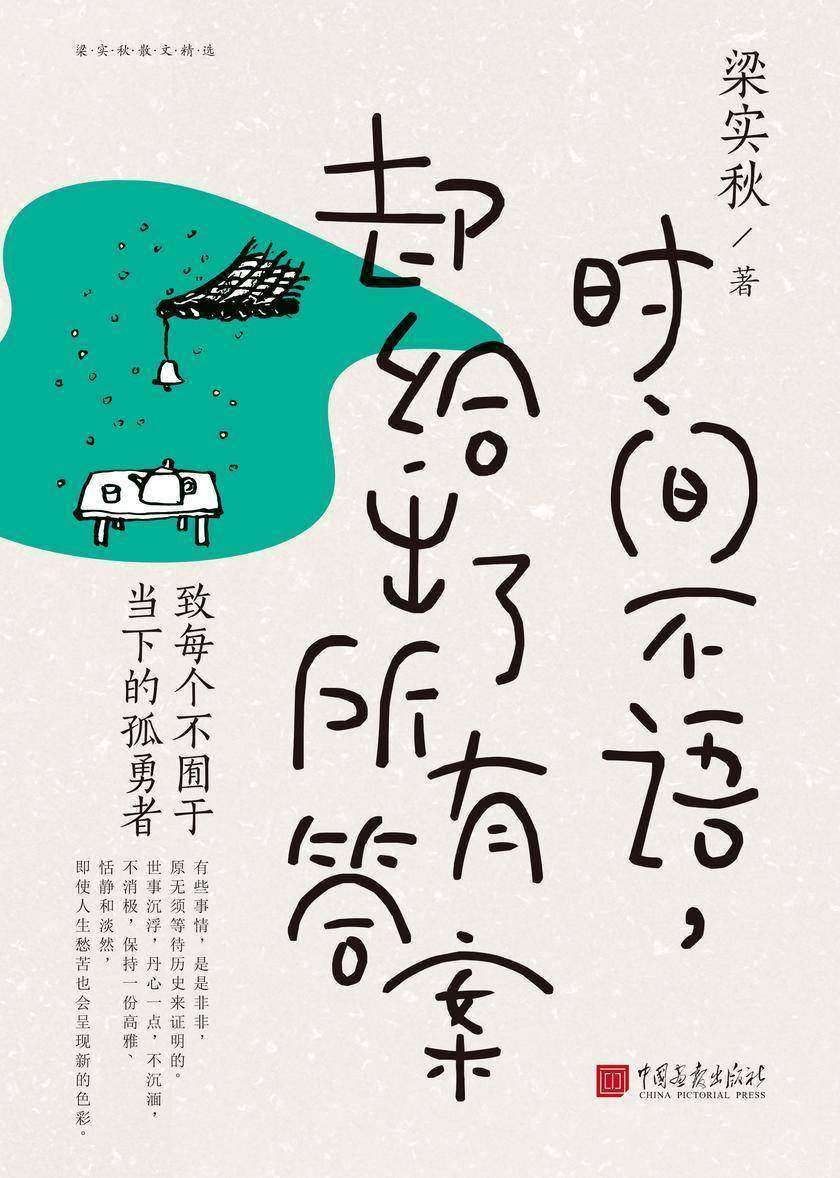 梁·实·秋·散·文·精·选
梁实秋／著
时间不语，
却给出了所有答案
致每个不囿于
当下的孤勇者
有些事情，是是非非，
原无须等待历史来证明的。
世事沉浮，丹心一点，不沉湎，
不消极，保持一份高雅、
恬静和淡然，
即使人生愁苦也会呈现新的色彩。
中国画报出版社
CHINA PICTORIAL PRESS